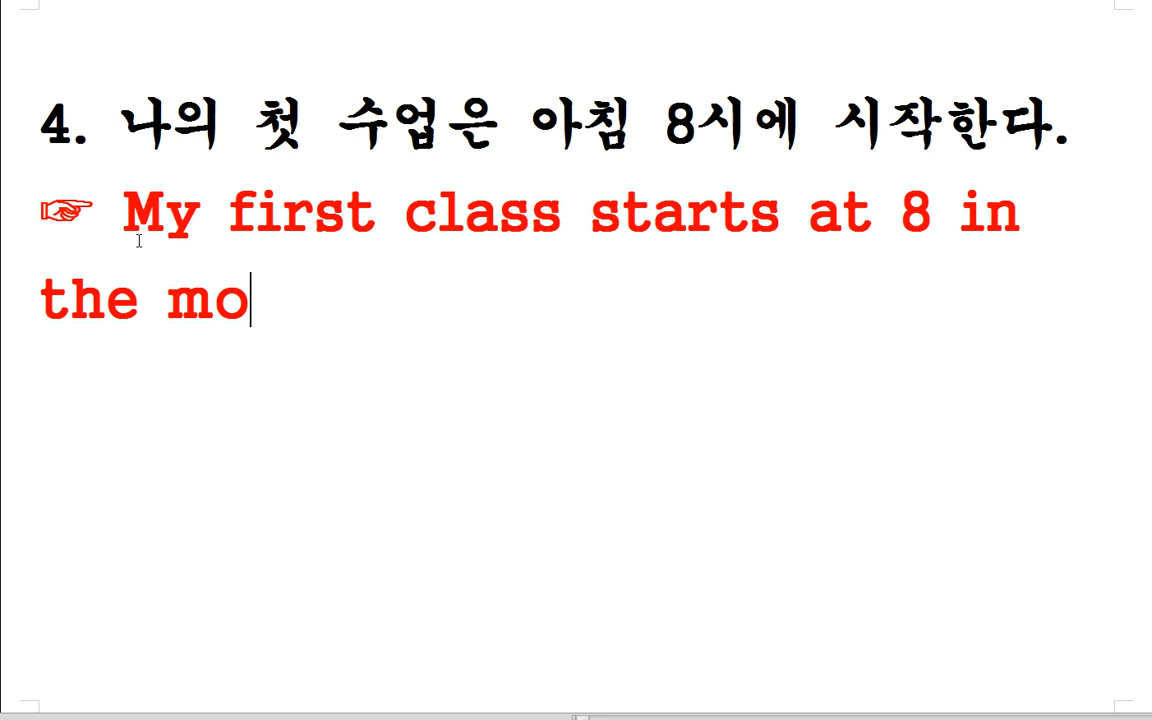 4. 나의 첫 수업은 아침 8시에 시작한다.
☞ My first class starts at 8 in
the mo